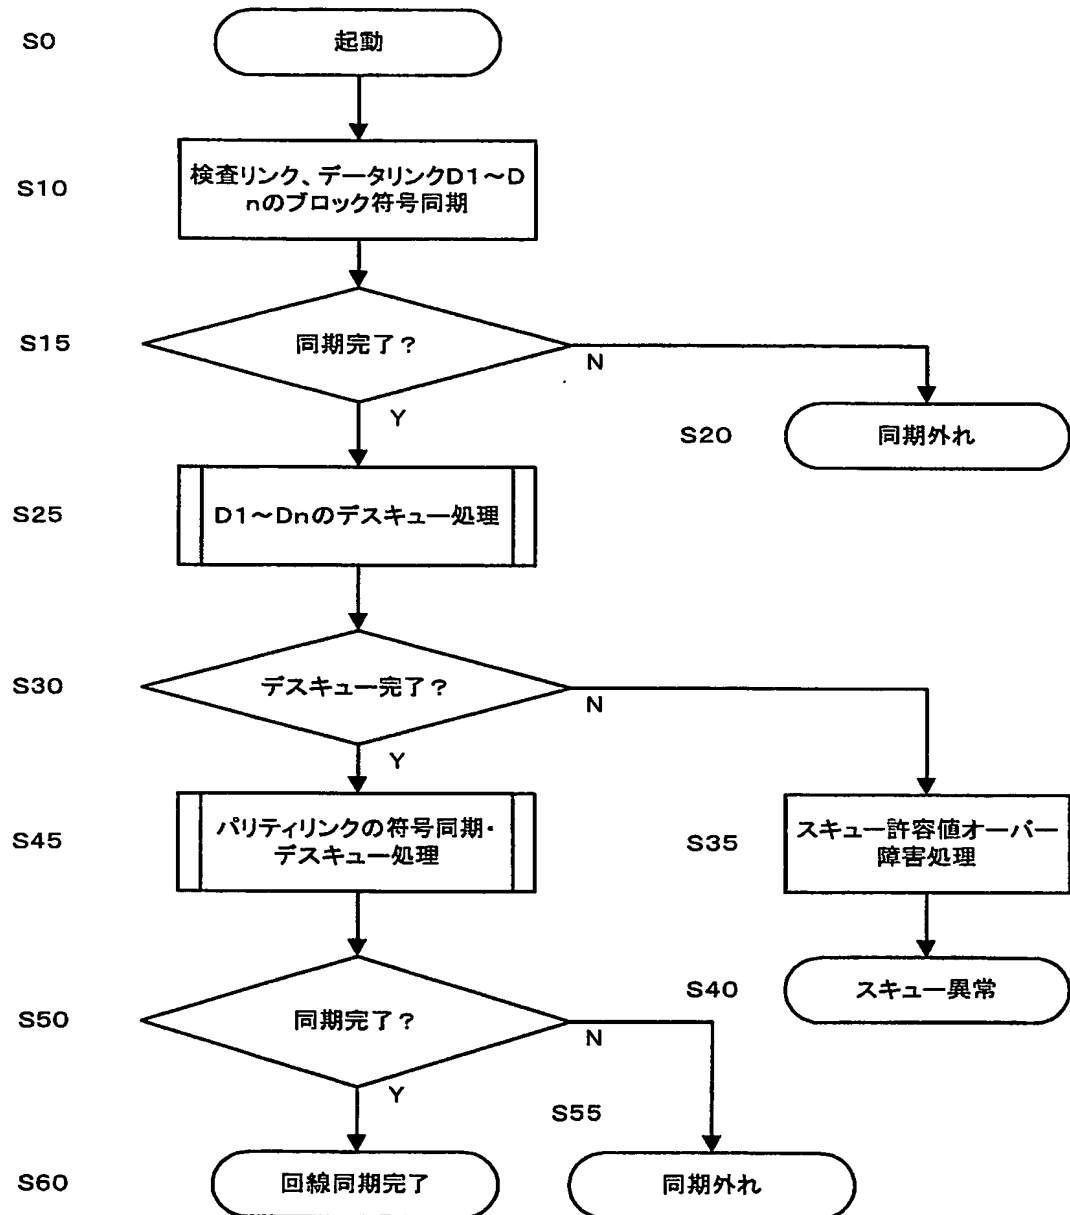 S0
起動
S10
検査リンク、データリンクD1～D
nのブロック符号同期
S15
同期完了？
N
Y
S20
同期外れ
S25
D1～Dnのデスキュー処理
S30
デスキュー完了？
N
Y
S45
パリティリンクの符号同期・
デスキュー処理
S35
スキュー許容値オーバー
障害処理
S40
スキュー異常
S50
同期完了？
N
Y
S55
S60
回線同期完了
同期外れ